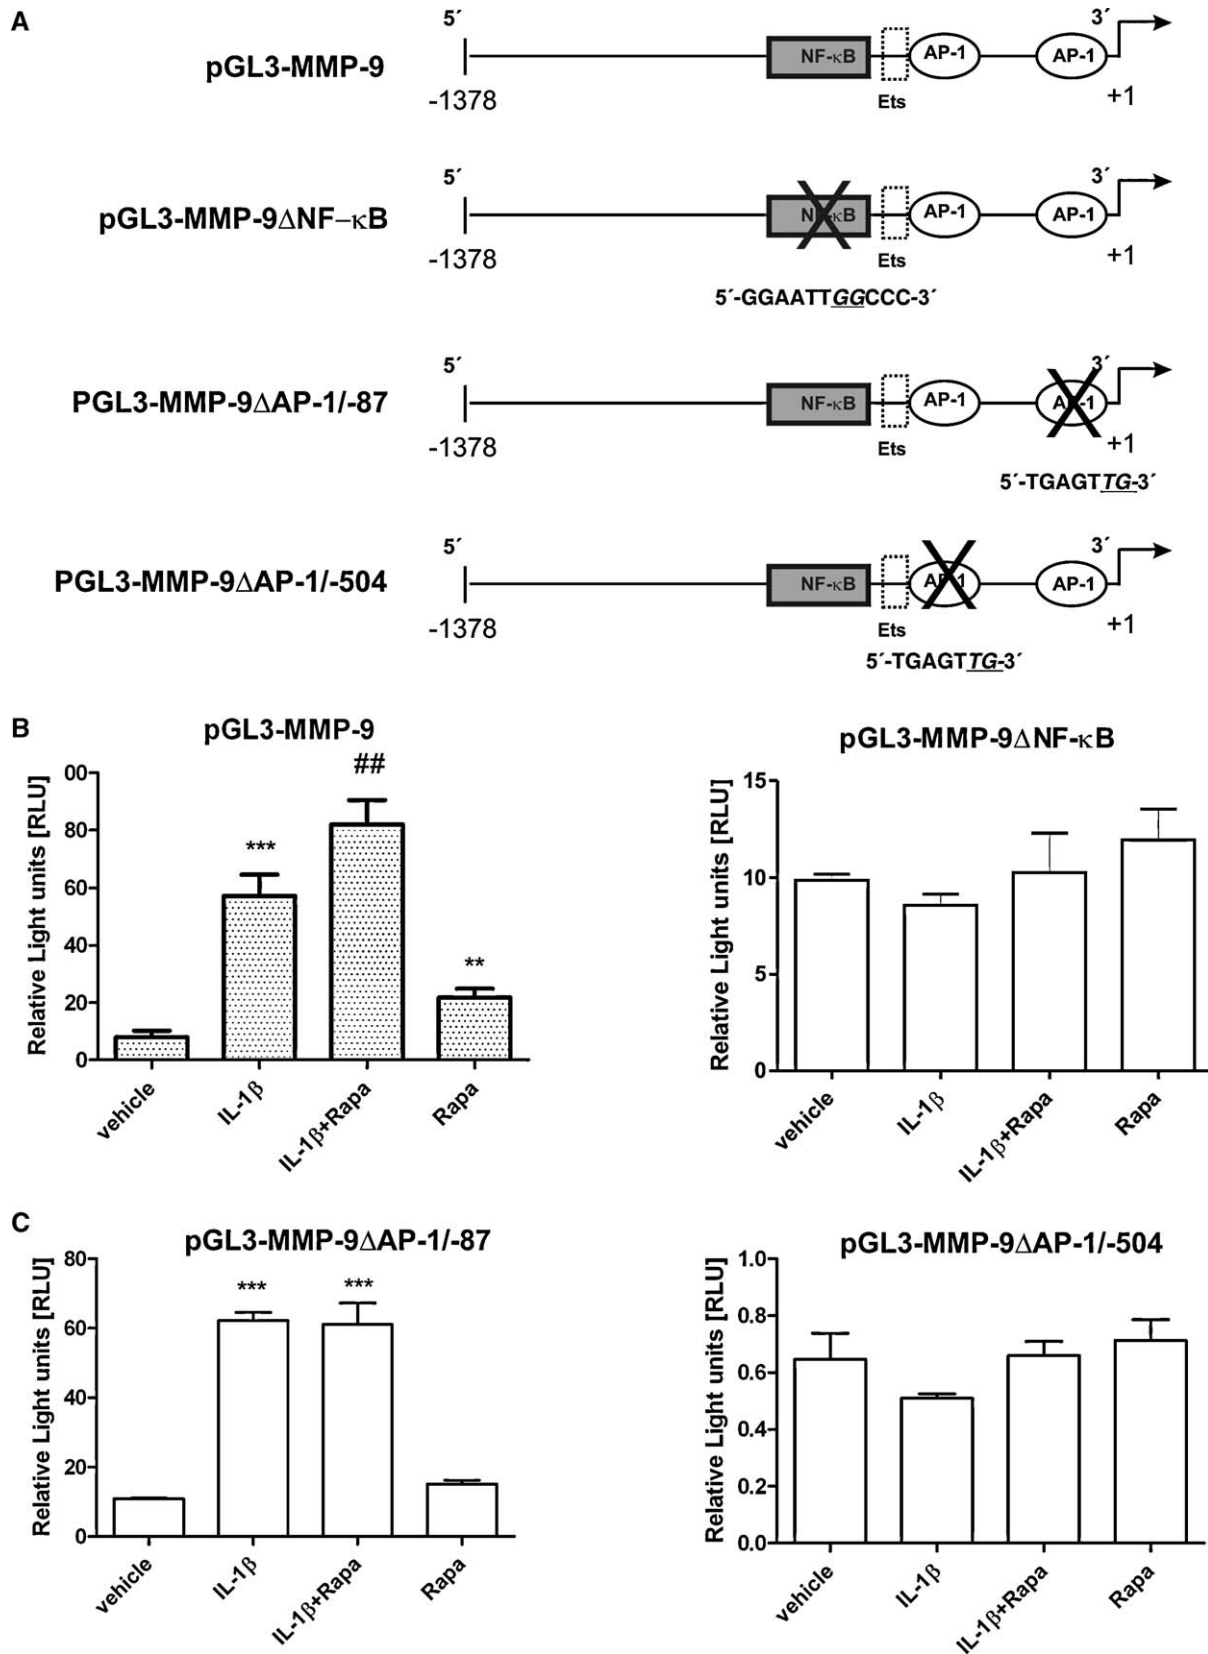 A
5´ 3´
pGL3-MMP-9
NF-κB AP-1 AP-1
-1378 Ets +1
5´ 3´
pGL3-MMP-9ΔNF–κB
NF-κB AP-1 AP-1
-1378 Ets +1
5´-GGAATTGGCCC-3´
5´ 3´
PGL3-MMP-9ΔAP-1/-87
NF-κB AP-1 AP-1
-1378 Ets +1
5´-TGAGTTG-3´
5´ 3´
PGL3-MMP-9ΔAP-1/-504
NF-κB AP-1 AP-1
-1378 Ets +1
5´-TGAGTTG-3´
B
pGL3-MMP-9
Relative Light units [RLU]
00
80
60
40
20
0
***
##
**
vehicle
IL-1β
IL-1β+Rapa
Rapa
pGL3-MMP-9ΔNF-κB
Relative Light units [RLU]
15
10
5
0
vehicle
IL-1β
IL-1β+Rapa
Rapa
C
pGL3-MMP-9ΔAP-1/-87
Relative Light units [RLU]
80
60
40
20
0
***
***
vehicle
IL-1β
IL-1β+Rapa
Rapa
pGL3-MMP-9ΔAP-1/-504
Relative Light units [RLU]
1.0
0.8
0.6
0.4
0.2
0.0
vehicle
IL-1β
IL-1β+Rapa
Rapa